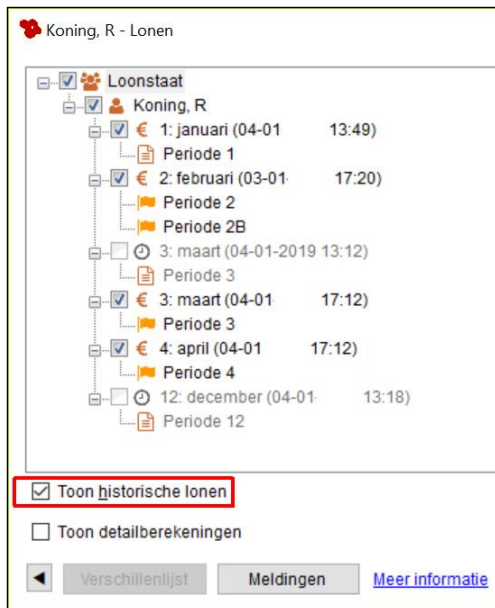 Koning, R - Lonen
Loonstaat
Koning, R
€ 1: januari (04-01 13:49)
Periode 1
€ 2: februari (03-01- 17:20)
Periode 2
Periode 2B
3: maart (04-01-2019 13:12)
Periode 3
€ 3: maart (04-01- 17:12)
Periode 3
€ 4: april (04-01 17:12)
Periode 4
12: december (04-01- 13:18)
Periode 12
Toon historische lonen
Toon detailberekeningen
Verschillenlijst Meldingen Meer informatie